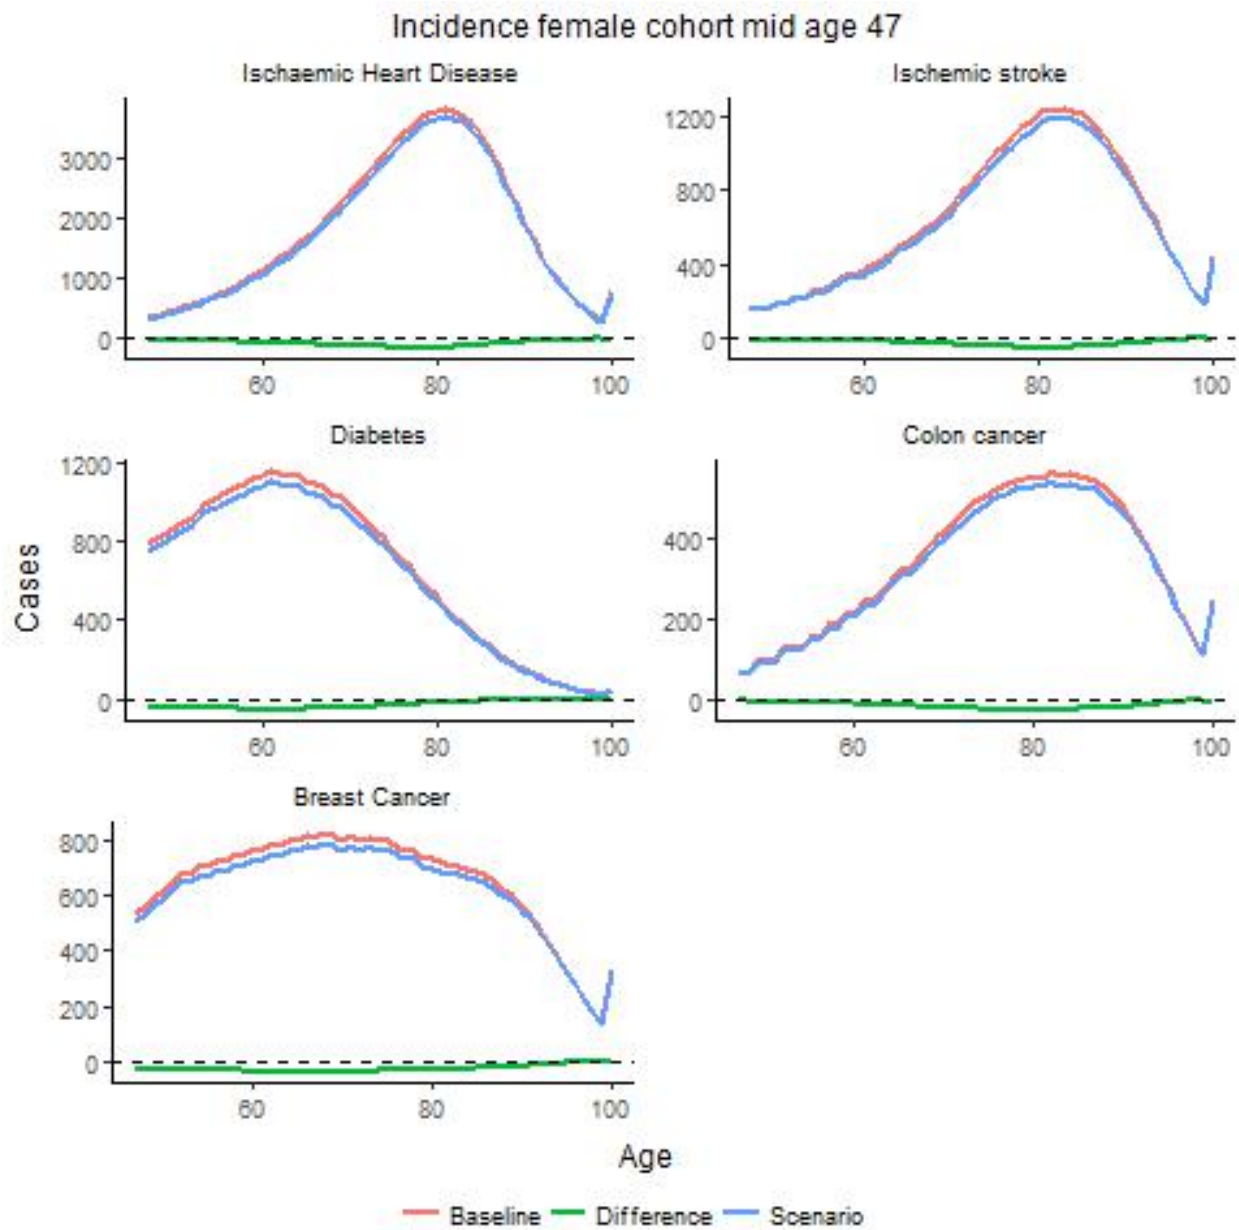 Incidence female cohort mid age 47
Ischaemic Heart Disease
3000
2000
1000
0
60 80 100
Ischemic stroke
1200
800
400
0
60 80 100
Diabetes
1200
800
400
0
60 80 100
Colon cancer
400
200
0
60 80 100
Breast Cancer
800
600
400
200
0
60 80 100
Cases
Age
Baseline Difference Scenario